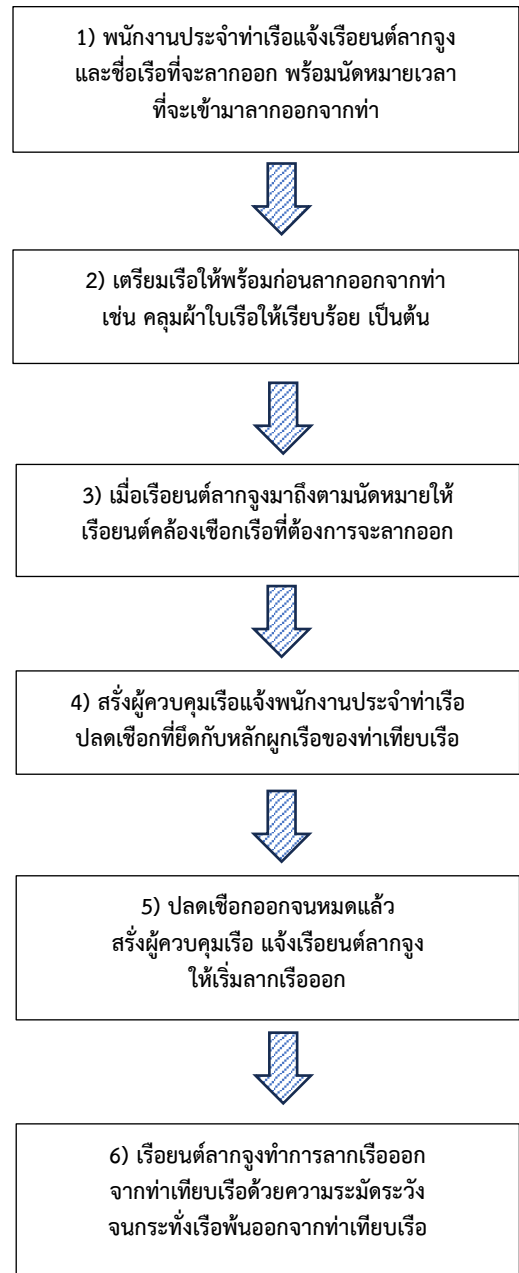 1) พนักงานประจำท่าเรือแจ้งเรือยนต์ลากจูง
และชื่อเรือที่จะลากออก พร้อมนัดหมายเวลา
ที่จะเข้ามาลากออกจากท่า
2) เตรียมเรือให้พร้อมก่อนลากออกจากท่า
เช่น คลุมผ้าใบเรือให้เรียบร้อย เป็นต้น
3) เมื่อเรือยนต์ลากจูงมาถึงตามนัดหมายให้
เรือยนต์คล้องเชือกเรือที่ต้องการจะลากออก
4) สรั่งผู้ควบคุมเรือแจ้งพนักงานประจำท่าเรือ
ปลดเชือกที่ยึดกับหลักผูกเรือของท่าเทียบเรือ
5) ปลดเชือกออกจนหมดแล้ว
สรั่งผู้ควบคุมเรือ แจ้งเรือยนต์ลากจูง
ให้เริ่มลากเรือออก
6) เรือยนต์ลากจูงทำการลากเรือออก
จากท่าเทียบเรือด้วยความระมัดระวัง
จนกระทั่งเรือพ้นออกจากท่าเทียบเรือ